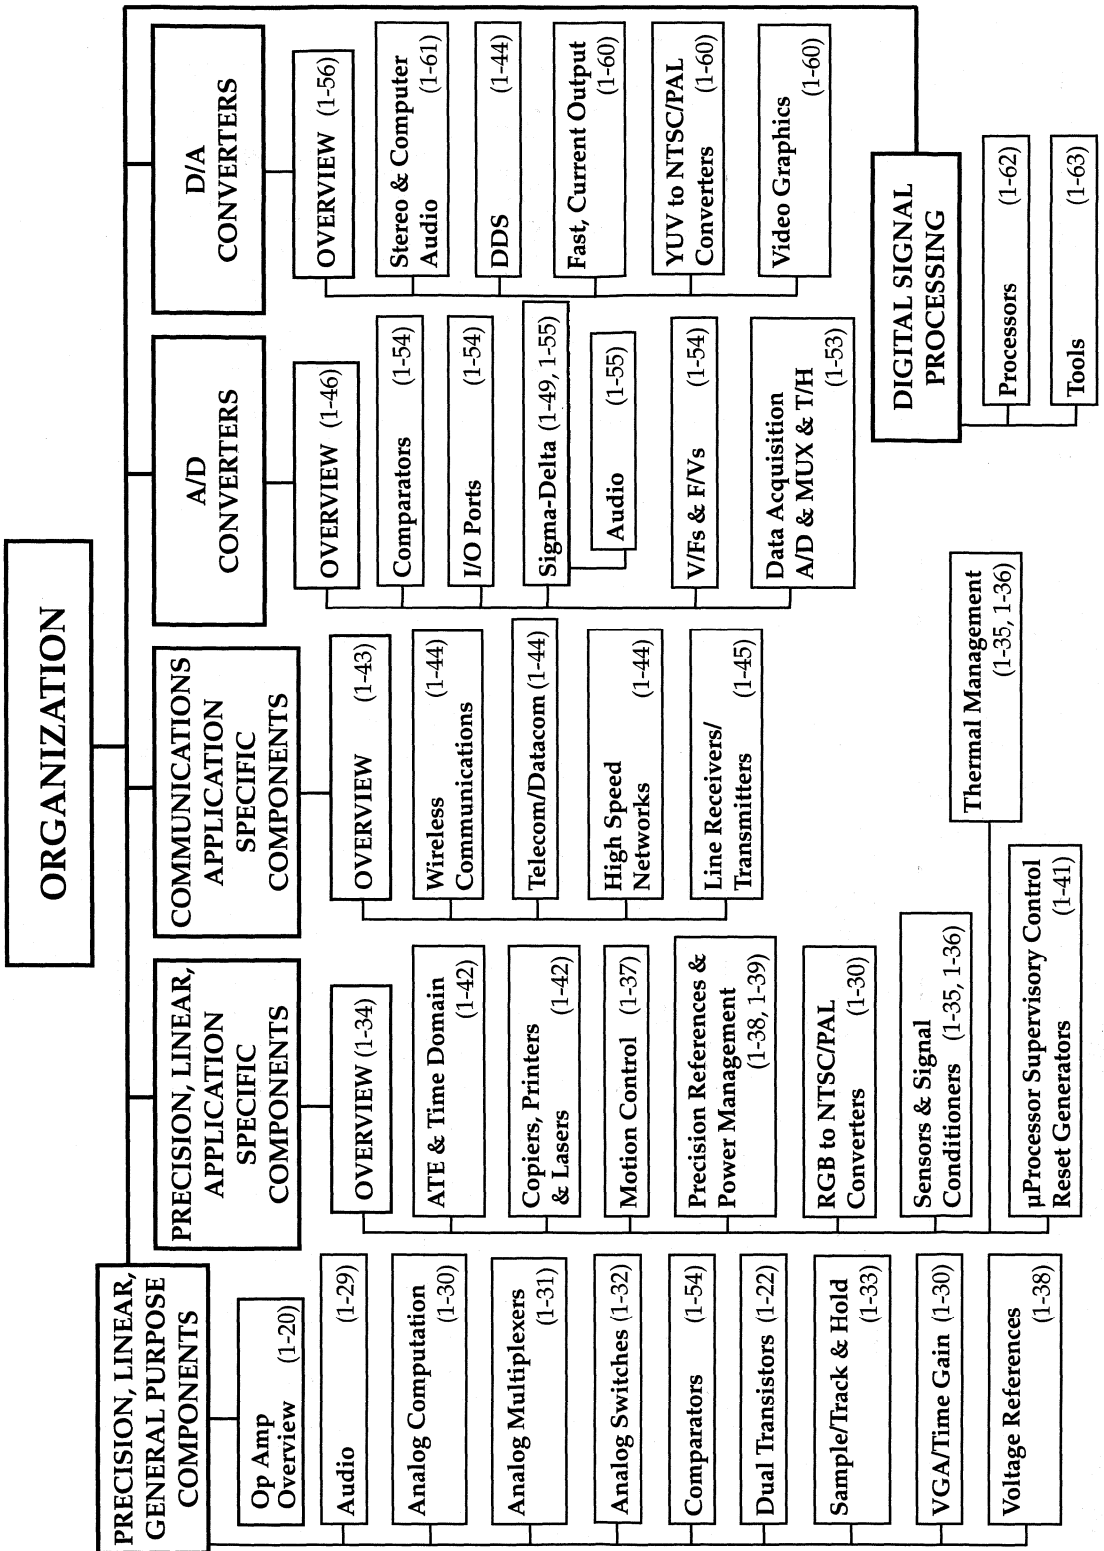 ORGANIZATION
PRECISION, LINEAR,
GENERAL PURPOSE
COMPONENTS
Op Amp
Overview (1-20)
Audio (1-29)
Analog Computation
(1-30)
Analog Multiplexers
(1-31)
Analog Switches (1-32)
Comparators (1-54)
Dual Transistors (1-22)
Sample/Track & Hold
(1-33)
VGA/Time Gain (1-30)
Voltage References
(1-38)
PRECISION, LINEAR,
APPLICATION
SPECIFIC
COMPONENTS
OVERVIEW (1-34)
ATE & Time Domain
(1-42)
Copiers, Printers
& Lasers (1-42)
Motion Control (1-37)
Precision References &
Power Management
(1-38, 1-39)
RGB to NTSC/PAL
Converters (1-30)
Sensors & Signal
Conditioners (1-35, 1-36)
Thermal Management
(1-35, 1-36)
µProcessor Supervisory Control
Reset Generators (1-41)
COMMUNICATIONS
APPLICATION
SPECIFIC
COMPONENTS
OVERVIEW (1-43)
Wireless (1-44)
Communications
Telecom/Datacom (1-44)
High Speed
Networks (1-44)
Line Receivers/
Transmitters (1-45)
A/D
CONVERTERS
OVERVIEW (1-46)
Comparators (1-54)
I/O Ports (1-54)
Sigma-Delta (1-49, 1-55)
Audio (1-55)
V/Fs & F/Vs (1-54)
Data Acquisition
A/D & MUX & T/H
(1-53)
D/A
CONVERTERS
OVERVIEW (1-56)
Stereo & Computer
Audio (1-61)
DDS (1-44)
Fast, Current Output
(1-60)
YUV to NTSC/PAL
Converters (1-60)
Video Graphics
(1-60)
DIGITAL SIGNAL
PROCESSING
Processors (1-62)
Tools (1-63)